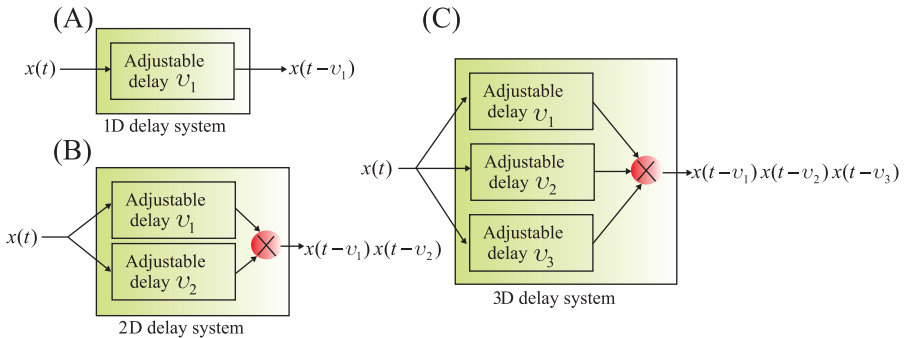 (A)
x(t)
Adjustable
delay υ₁
x(t−υ₁)
1D delay system
(B)
x(t)
Adjustable
delay υ₁
Adjustable
delay υ₂
x(t−υ₁) x(t−υ₂)
2D delay system
(C)
x(t)
Adjustable
delay υ₁
Adjustable
delay υ₂
Adjustable
delay υ₃
x(t−υ₁) x(t−υ₂) x(t−υ₃)
3D delay system